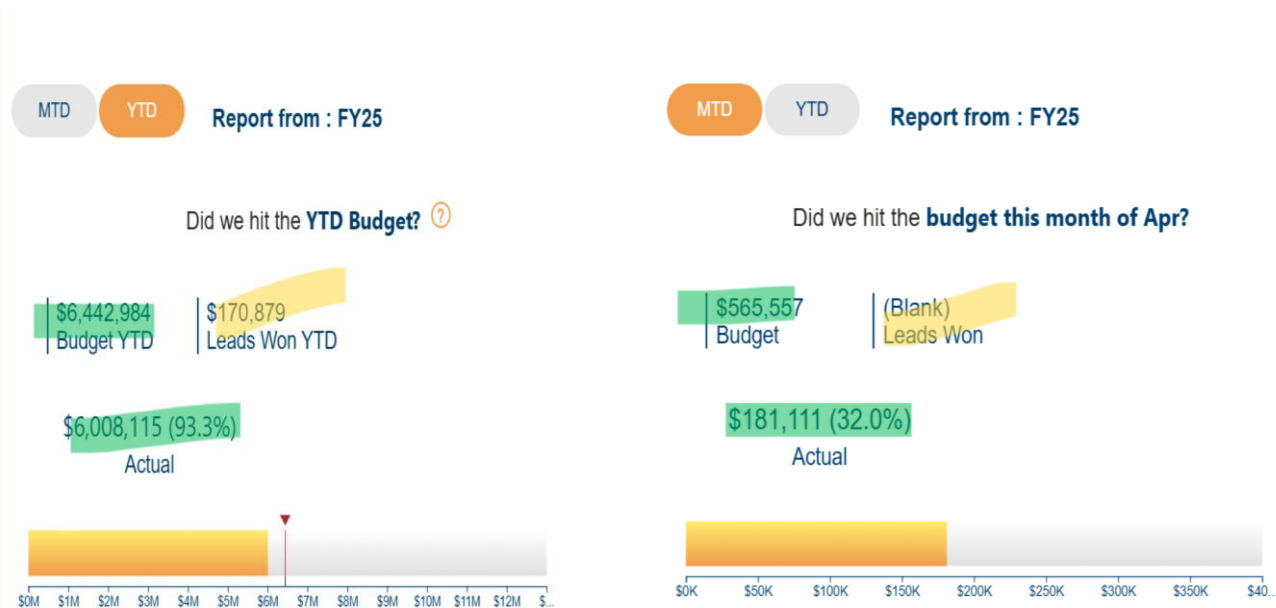 MTD YTD Report from : FY25
Did we hit the YTD Budget? ?
$6,442,984 $170,879
Budget YTD Leads Won YTD
$6,008,115 (93.3%)
Actual
$0M $1M $2M $3M $4M $5M $6M $7M $8M $9M $10M $11M $12M $...
MTD YTD Report from : FY25
Did we hit the budget this month of Apr?
$565,557 (Blank)
Budget Leads Won
$181,111 (32.0%)
Actual
$0K $50K $100K $150K $200K $250K $300K $350K $40...